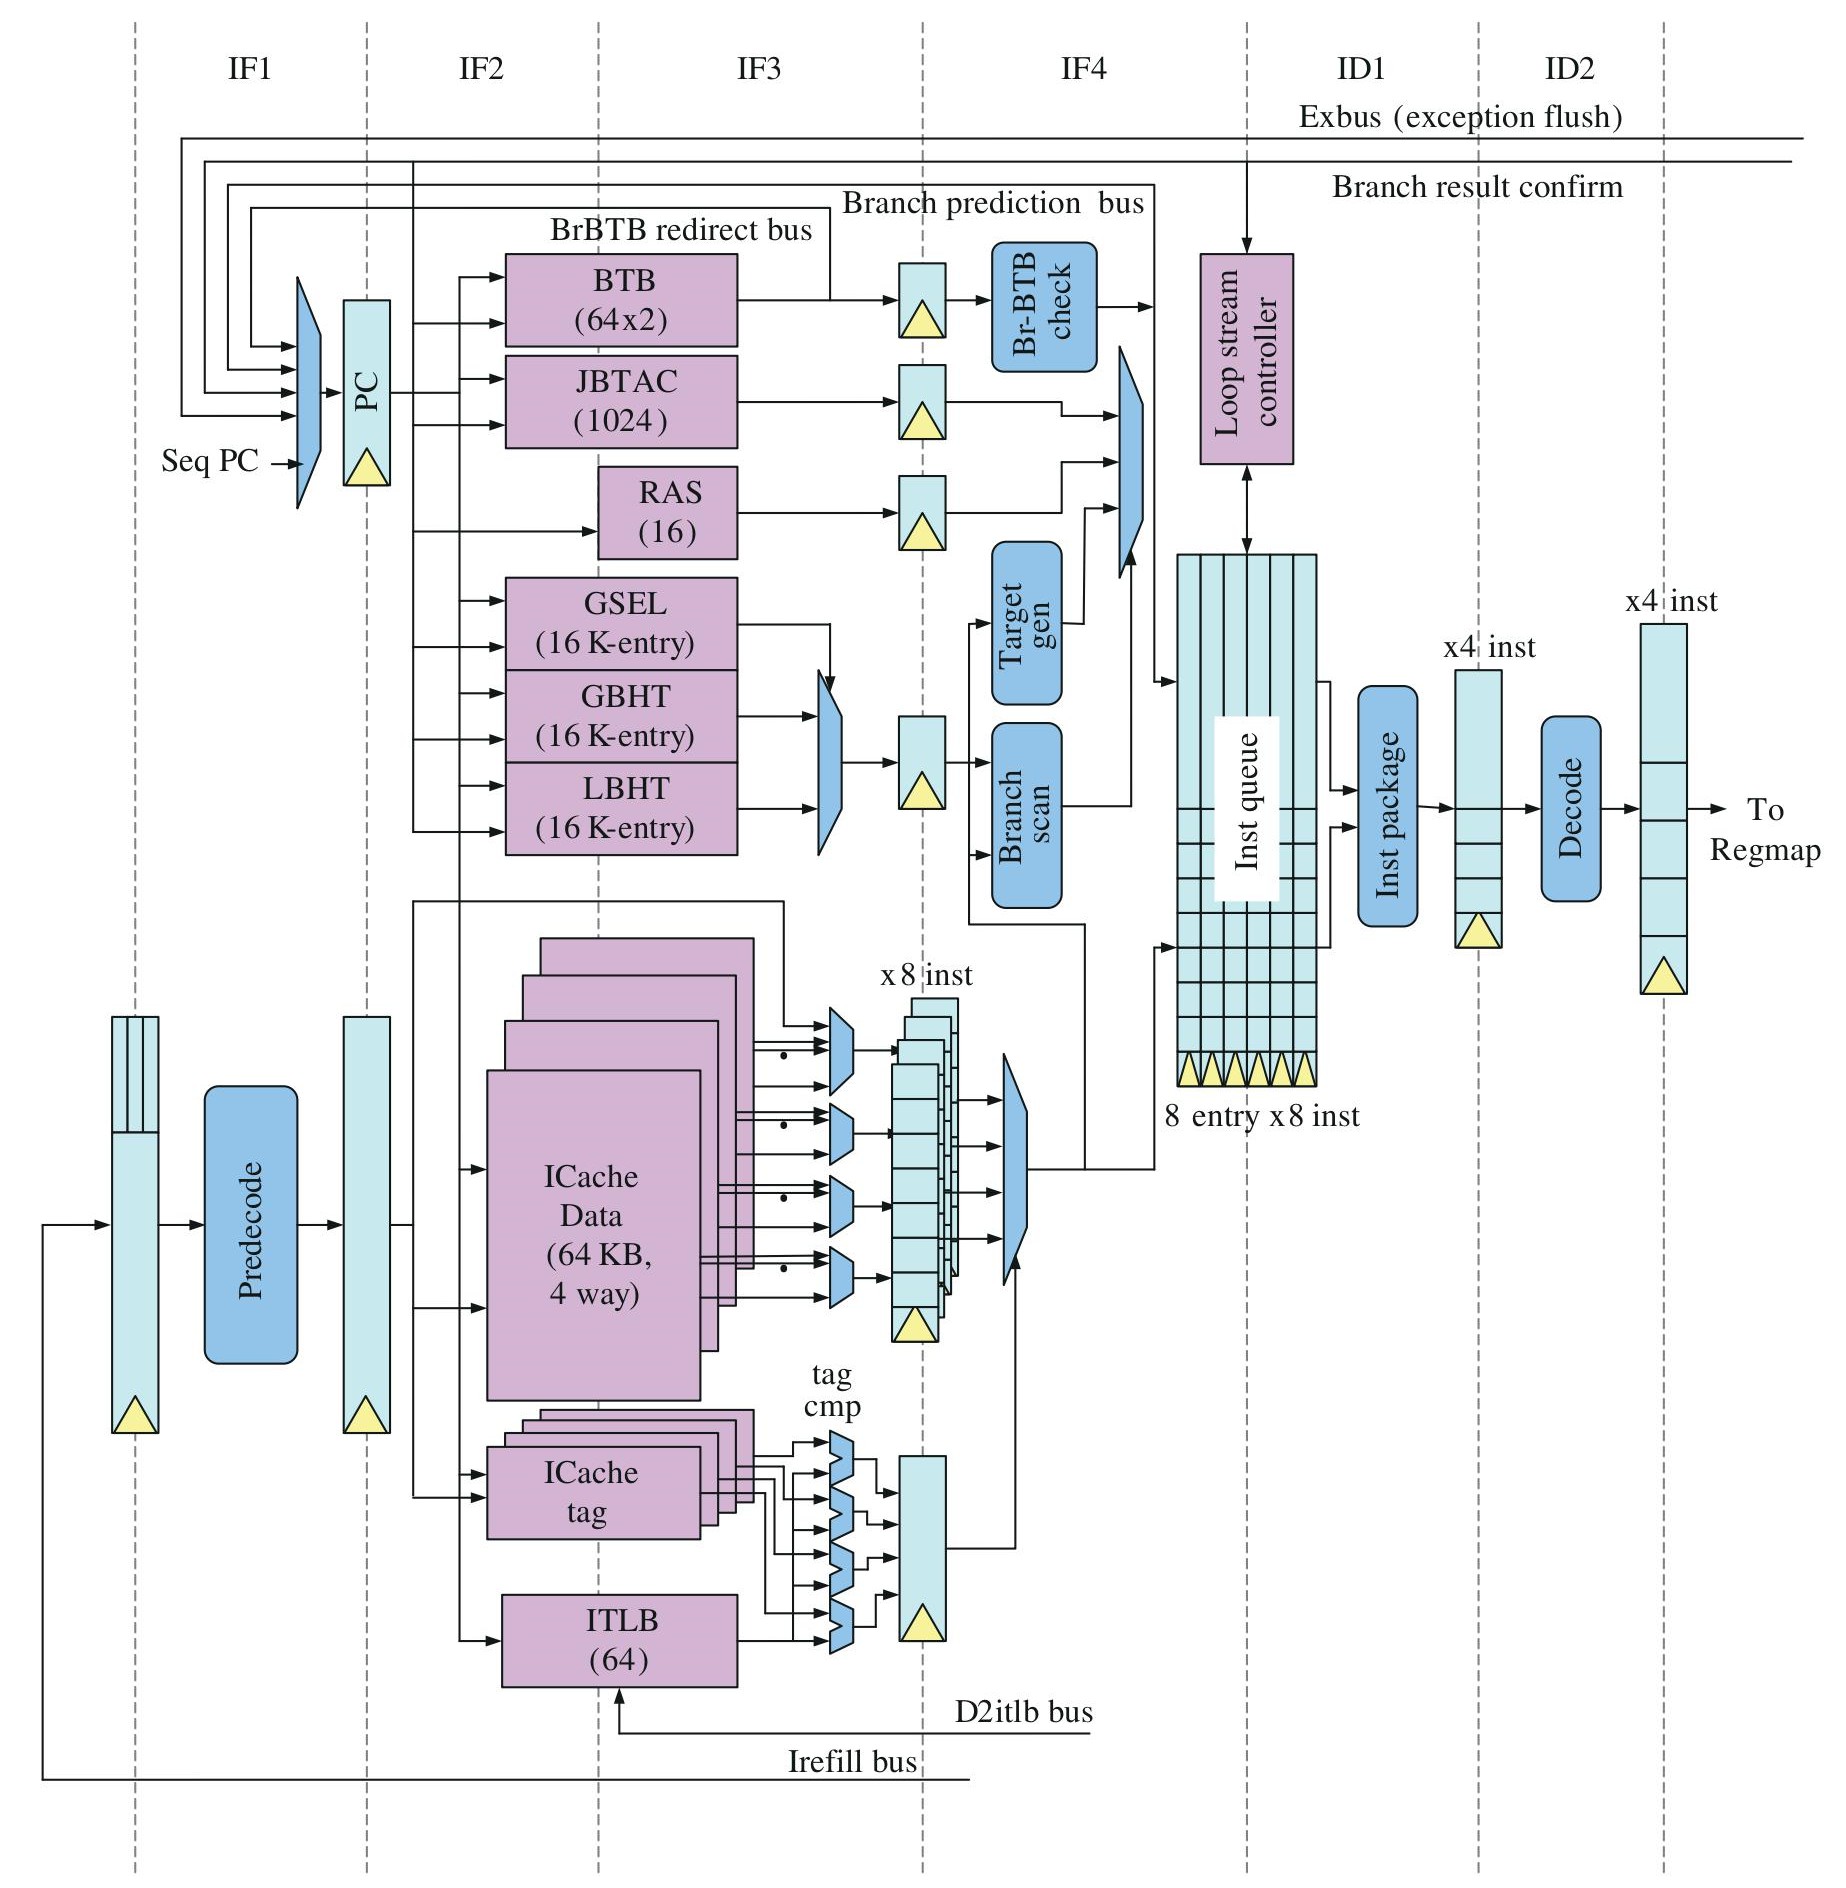 IF1
IF2
IF3
IF4
ID1
ID2
Exbus (exception flush)
Branch result confirm
Branch prediction bus
BrBTB redirect bus
BTB
(64x2)
Br-BTB
check
Loop stream
controller
PC
JBTAC
(1024)
Seq PC
RAS
(16)
GSEL
(16 K-entry)
Target
gen
x4 inst
x4 inst
GBHT
(16 K-entry)
LBHT
(16 K-entry)
Branch
scan
Inst queue
Inst package
Decode
To
Regmap
x8 inst
8 entry x8 inst
Predecode
ICache
Data
(64 KB,
4 way)
tag
cmp
ICache
tag
ITLB
(64)
D2itlb bus
Irefill bus